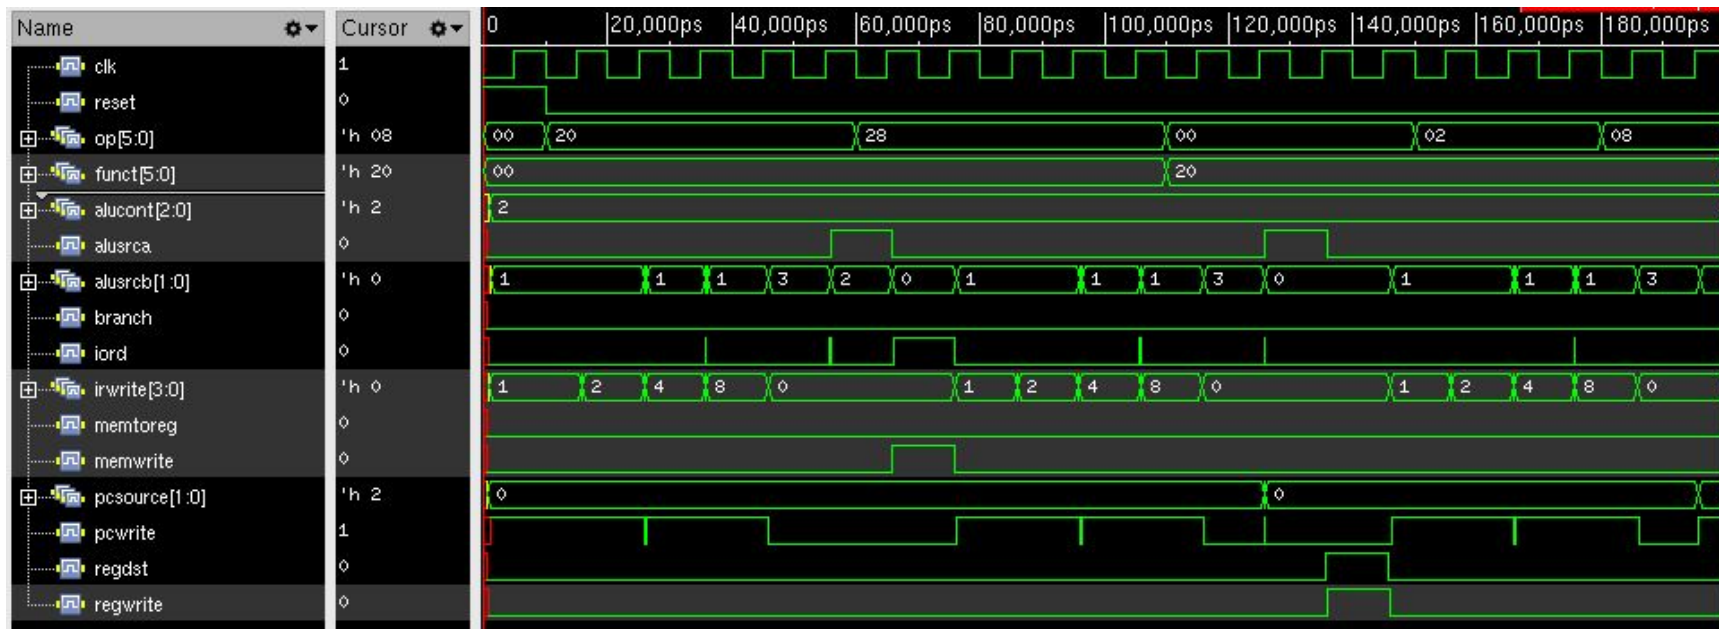 Name Cursor 0 20,000ps 40,000ps 60,000ps 80,000ps 100,000ps 120,000ps 140,000ps 160,000ps 180,000ps
clk 1
reset 0
op[5:0] 'h 08 00 20 28 00 02 08
funct[5:0] 'h 20 00 20
alucont[2:0] 'h 2 2
alusrca 0
alusrcb[1:0] 'h 0 1 1 1 3 2 0 1 1 1 3 0 1 1 1 3
branch 0
iord 0
irwrite[3:0] 'h 0 1 2 4 8 0 1 2 4 8 0 1 2 4 8 0
memtoreg 0
memwrite 0
pcsource[1:0] 'h 2 0 0
pcwrite 1
regdst 0
regwrite 0